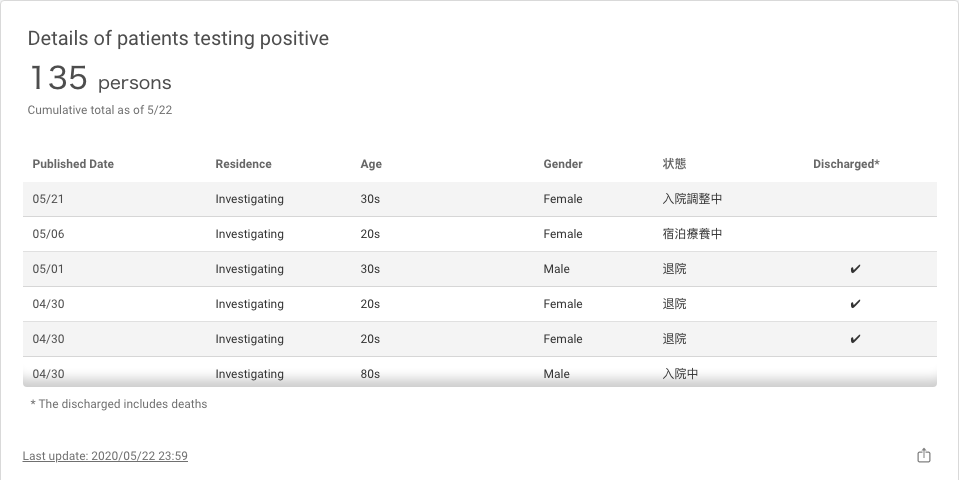 Details of patients testing positive
135 persons
Cumulative total as of 5/22
Published Date Residence Age Gender 状態 Discharged*
05/21 Investigating 30s Female 入院調整中
05/06 Investigating 20s Female 宿泊療養中
05/01 Investigating 30s Male 退院 ✔
04/30 Investigating 20s Female 退院 ✔
04/30 Investigating 20s Female 退院 ✔
04/30 Investigating 80s Male 入院中
* The discharged includes deaths
Last update: 2020/05/22 23:59